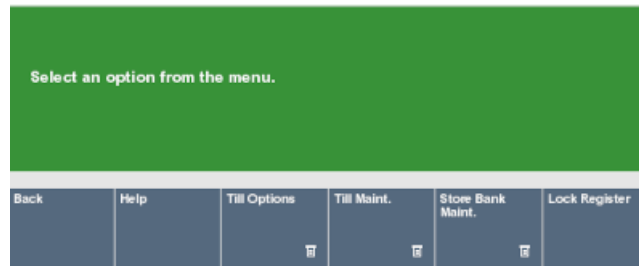 Select an option from the menu.
Back Help Till Options Till Maint. Store Bank Maint. Lock Register